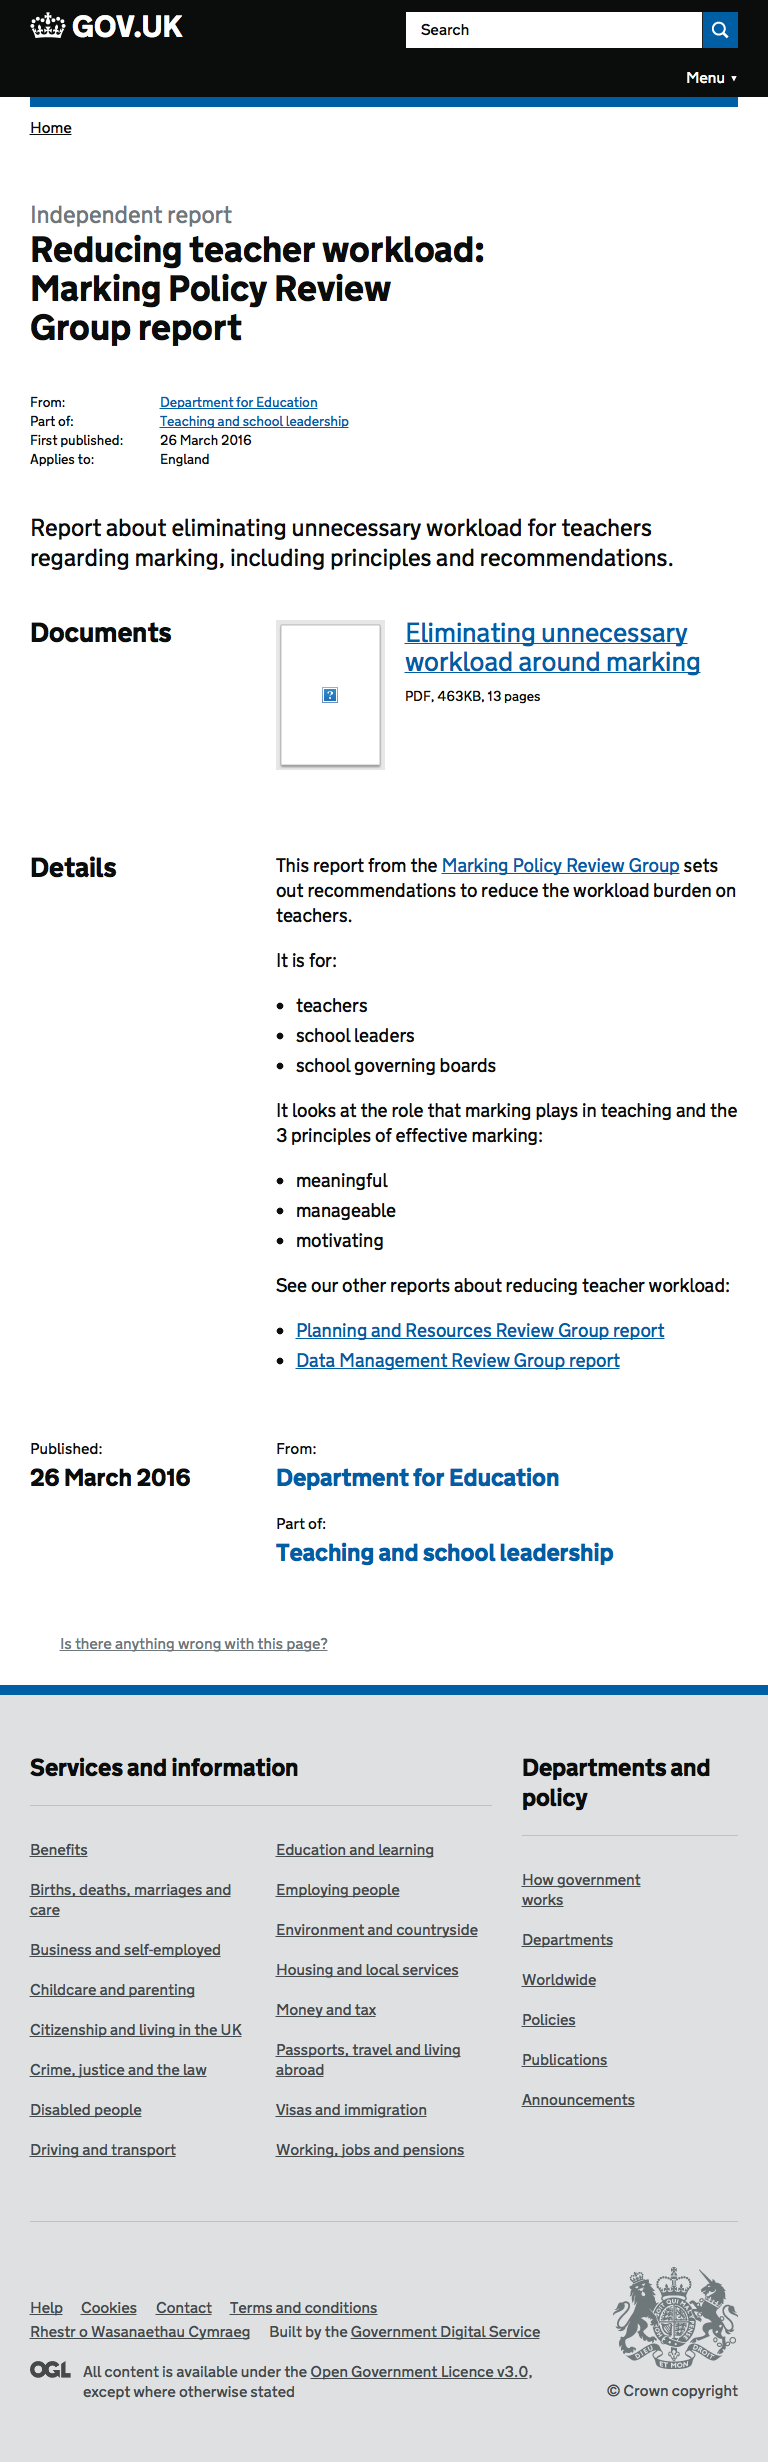 GOV.UK
Search
Menu ▼
Home
Independent report
Reducing teacher workload:
Marking Policy Review
Group report
From: Department for Education
Part of: Teaching and school leadership
First published: 26 March 2016
Applies to: England
Report about eliminating unnecessary workload for teachers
regarding marking, including principles and recommendations.
Documents
?
Eliminating unnecessary
workload around marking
PDF, 463KB, 13 pages
Details
This report from the Marking Policy Review Group sets
out recommendations to reduce the workload burden on
teachers.
It is for:
• teachers
• school leaders
• school governing boards
It looks at the role that marking plays in teaching and the
3 principles of effective marking:
• meaningful
• manageable
• motivating
See our other reports about reducing teacher workload:
• Planning and Resources Review Group report
• Data Management Review Group report
Published:
26 March 2016
From:
Department for Education
Part of:
Teaching and school leadership
Is there anything wrong with this page?
Services and information
Benefits
Births, deaths, marriages and
care
Business and self-employed
Childcare and parenting
Citizenship and living in the UK
Crime, justice and the law
Disabled people
Driving and transport
Education and learning
Employing people
Environment and countryside
Housing and local services
Money and tax
Passports, travel and living
abroad
Visas and immigration
Working, jobs and pensions
Departments and
policy
How government
works
Departments
Worldwide
Policies
Publications
Announcements
Help Cookies Contact Terms and conditions
Rhestr o Wasanaethau Cymraeg Built by the Government Digital Service
OGL All content is available under the Open Government Licence v3.0,
except where otherwise stated
DIEU ET MON
© Crown copyright